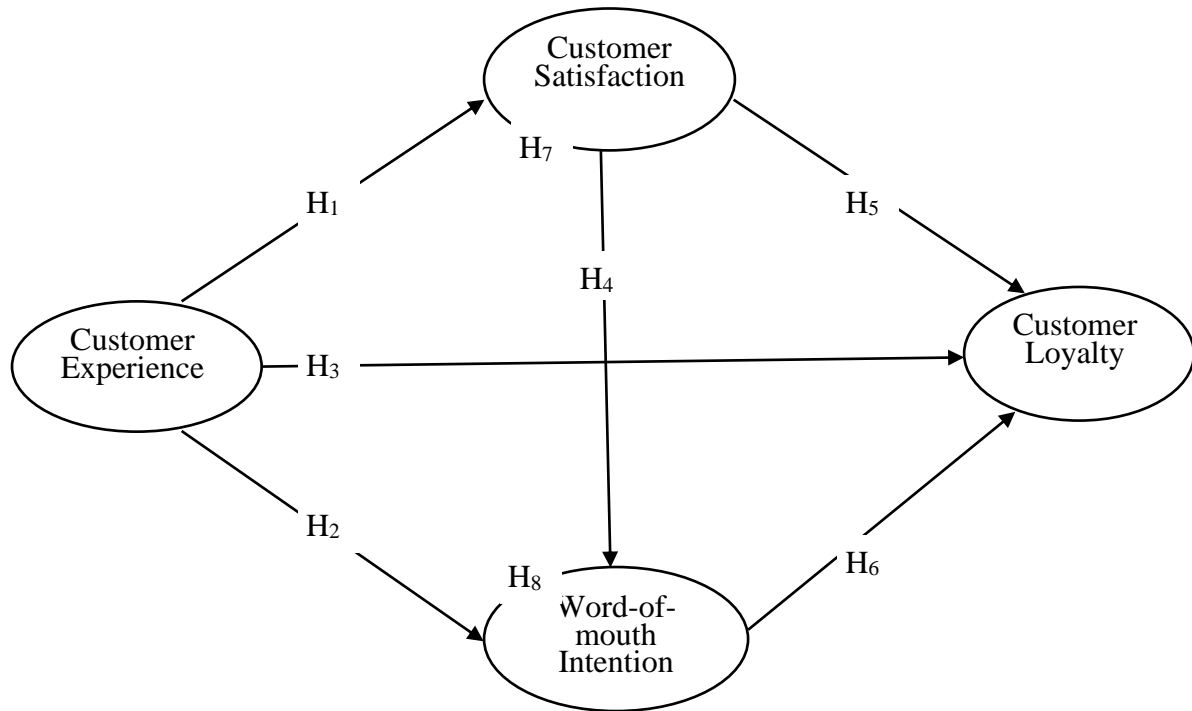 Customer
Satisfaction
H7
H1
H5
H4
Customer
Experience
H3
Customer
Loyalty
H2
H8
H6
Word-of-
mouth
Intention